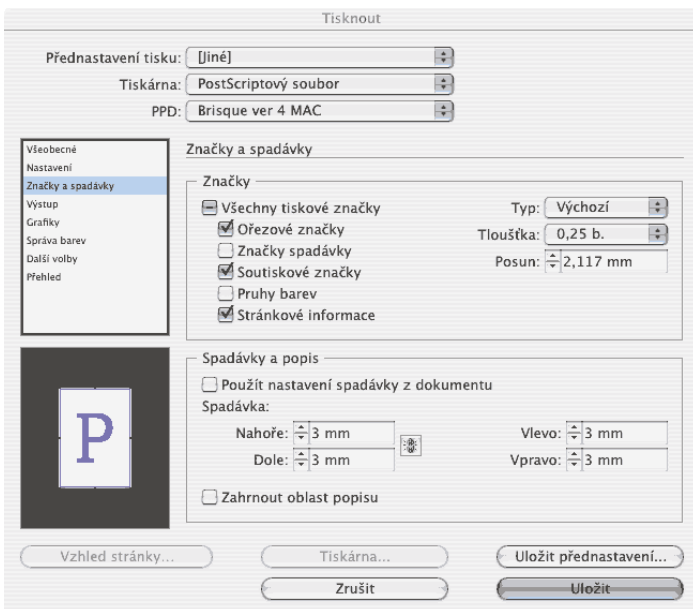 Tisknout
Přednastavení tisku: [Jiné]
Tiskárna: PostScriptový soubor
PPD: Brisque ver 4 MAC
Všeobecné
Nastavení
Značky a spadávky
Výstup
Grafiky
Správa barev
Další volby
Přehled
Značky a spadávky
Značky
Všechny tiskové značky
Ořezové značky
Značky spadávky
Soutiskové značky
Pruhy barev
Stránkové informace
Typ: Výchozí
Tloušťka: 0,25 b.
Posun: 2,117 mm
Spadávky a popis
Použít nastavení spadávky z dokumentu
Spadávka:
Nahoře: 3 mm Vlevo: 3 mm
Dole: 3 mm Vpravo: 3 mm
Zahrnout oblast popisu
P
Vzhled stránky... Tiskárna... Uložit přednastavení...
Zrušit Uložit